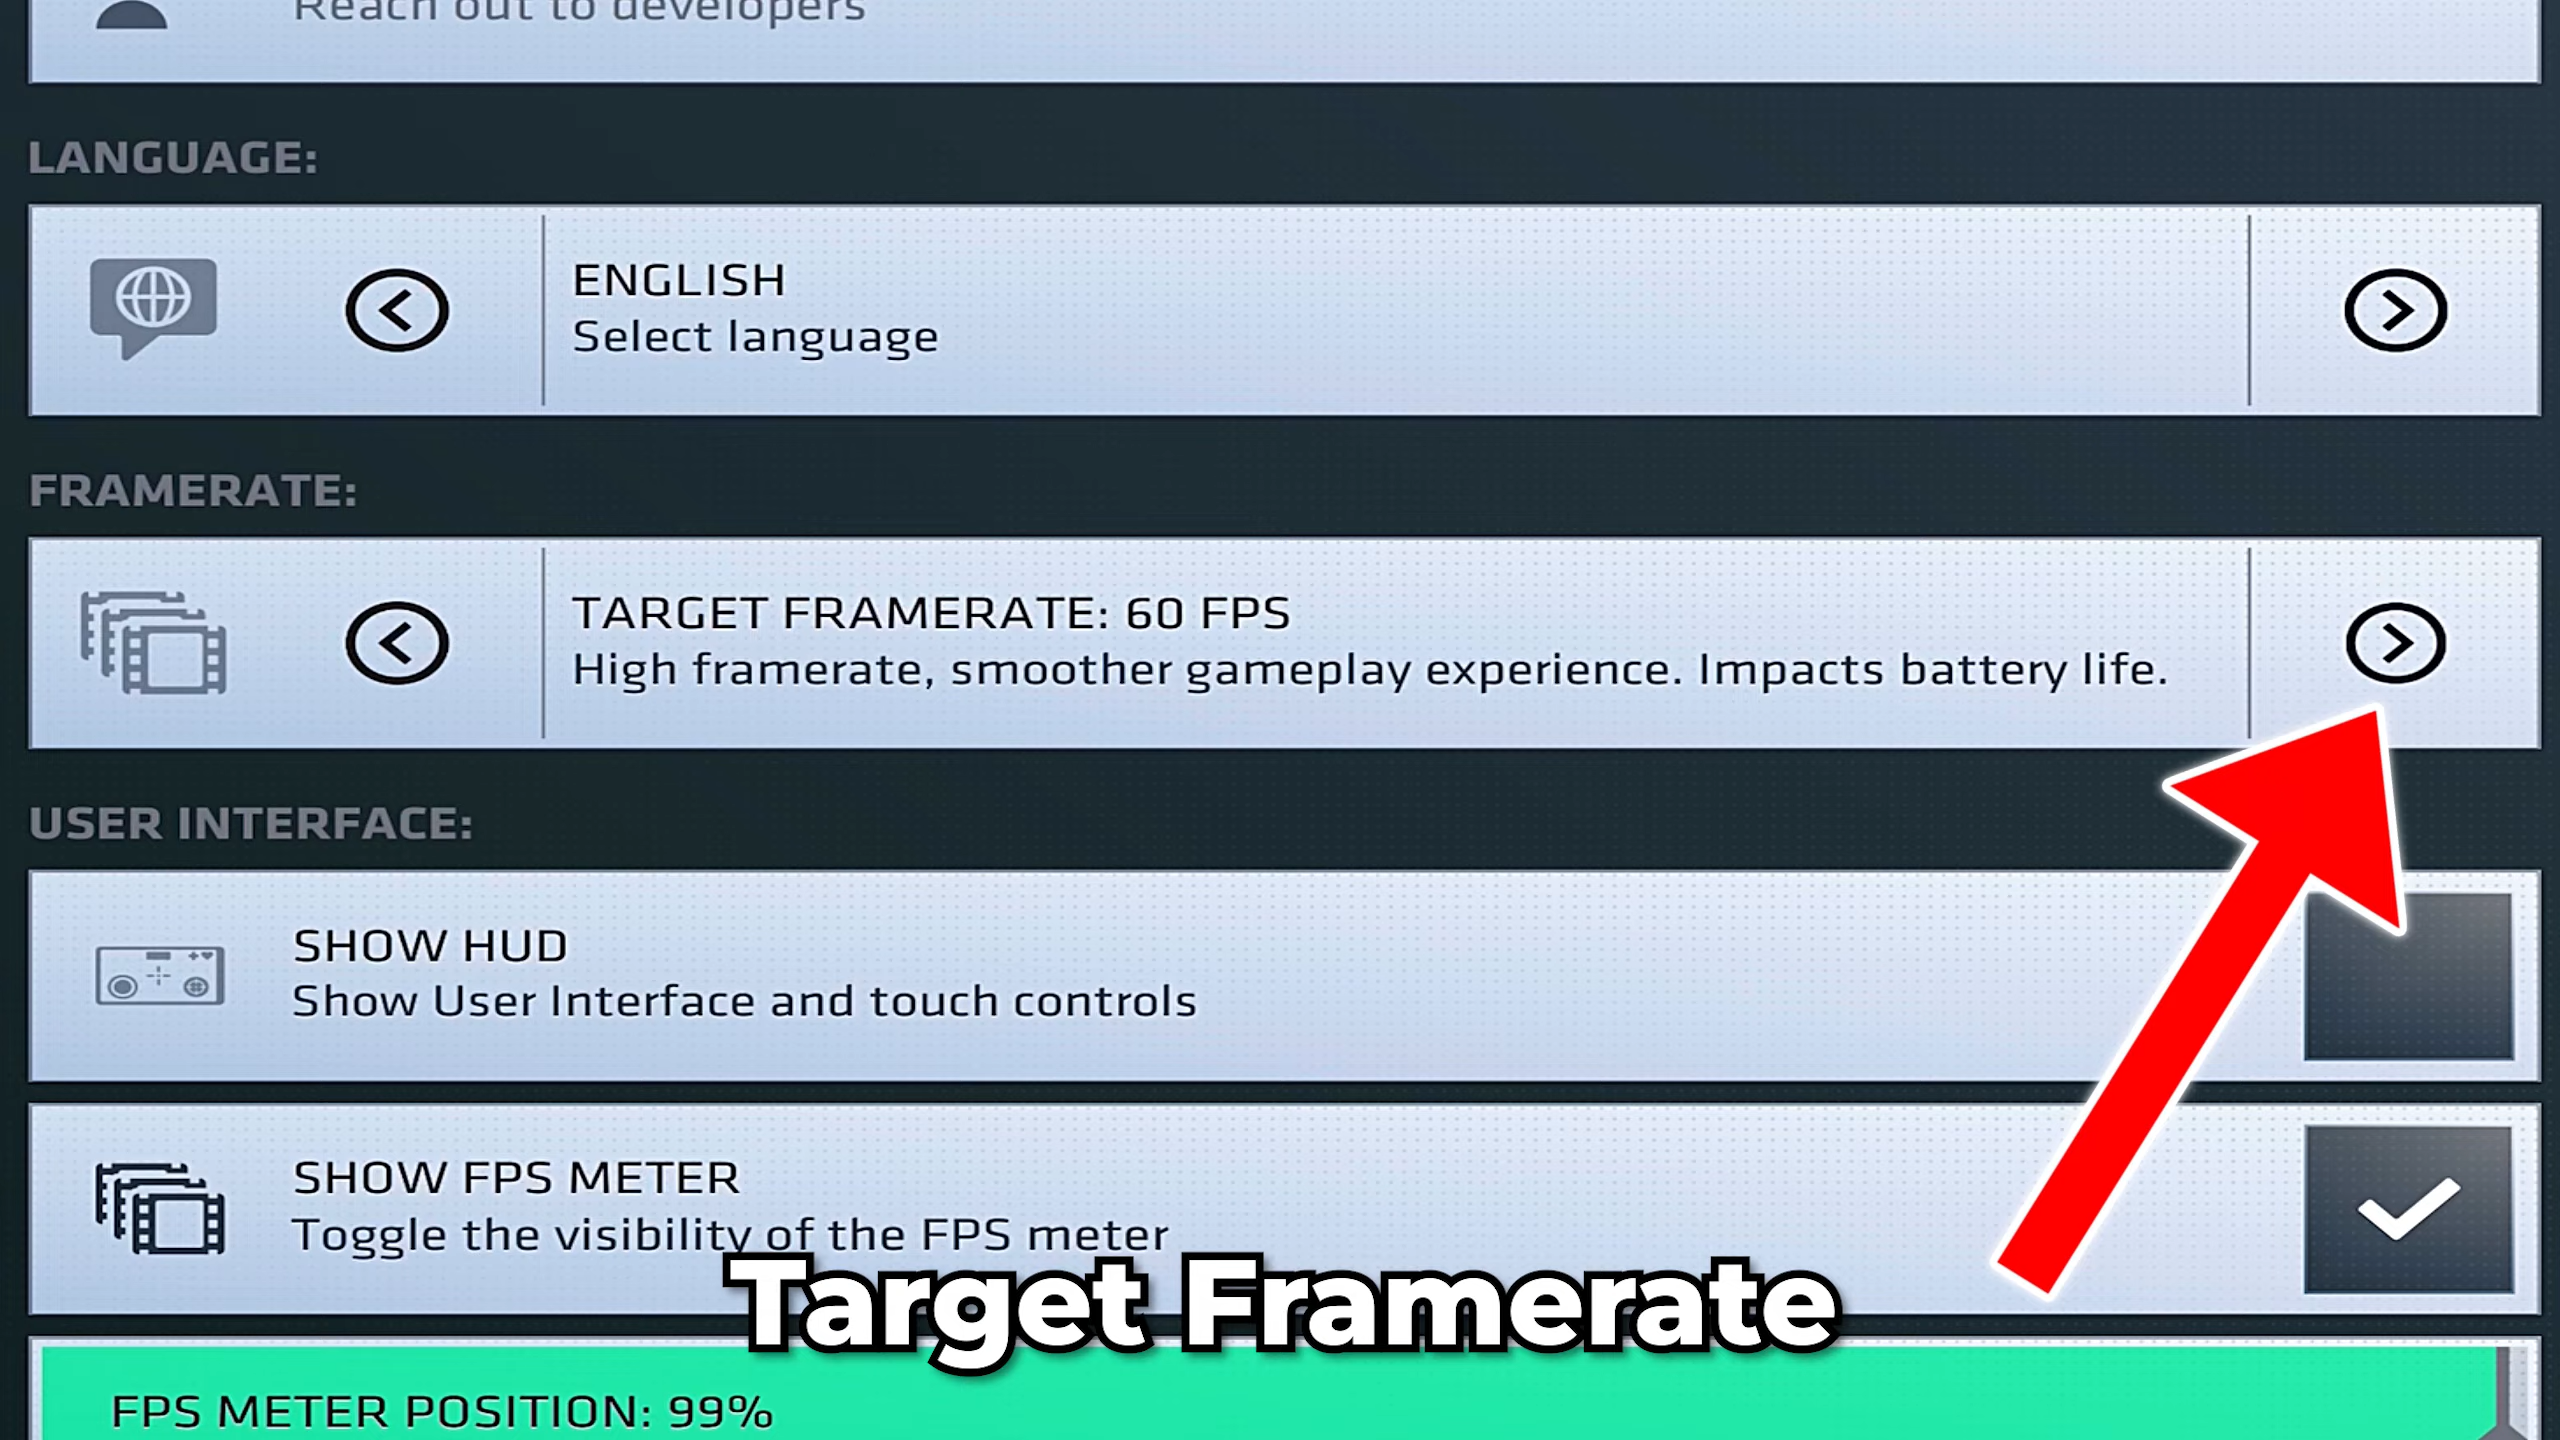 Reach out to developers
LANGUAGE:
ENGLISH
Select language
FRAMERATE:
TARGET FRAMERATE: 60 FPS
High framerate, smoother gameplay experience. Impacts battery life.
USER INTERFACE:
SHOW HUD
Show User Interface and touch controls
SHOW FPS METER
Toggle the visibility of the FPS meter
Target Framerate
FPS METER POSITION: 99%